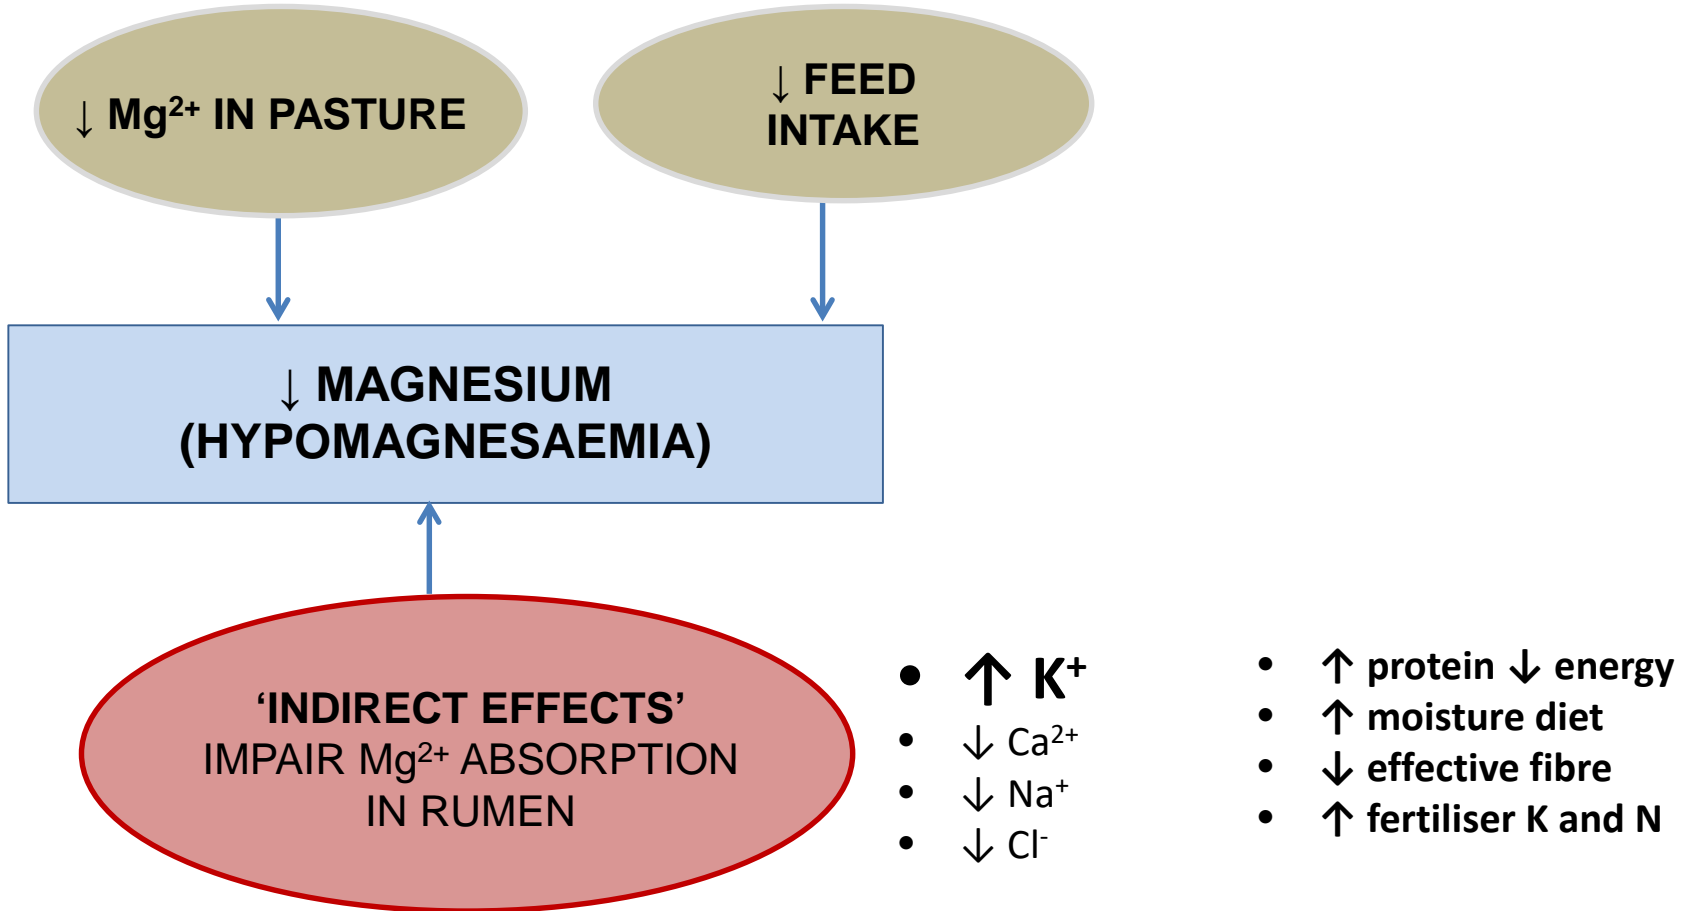 ↓ Mg²⁺ IN PASTURE
↓ FEED
INTAKE
↓ MAGNESIUM
(HYPOMAGNESAEMIA)
‘INDIRECT EFFECTS’
IMPAIR Mg²⁺ ABSORPTION
IN RUMEN
• ↑ K⁺
• ↓ Ca²⁺
• ↓ Na⁺
• ↓ Cl⁻
• ↑ protein ↓ energy
• ↑ moisture diet
• ↓ effective fibre
• ↑ fertiliser K and N